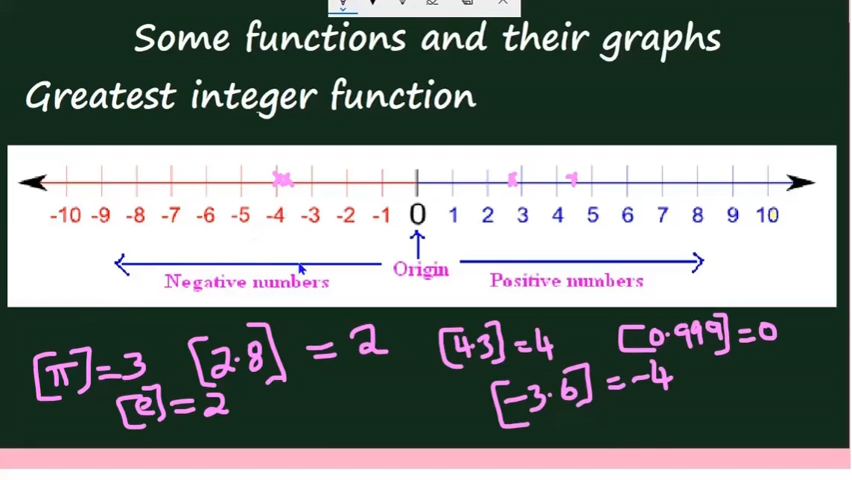 Some functions and their graphs
Greatest integer function
-10 -9 -8 -7 -6 -5 -4 -3 -2 -1 0 1 2 3 4 5 6 7 8 9 10
Negative numbers Origin Positive numbers
[π]=3 [2.8] = 2 [4.3]=4 [0.999]=0
[e]=2 [-3.6]=-4